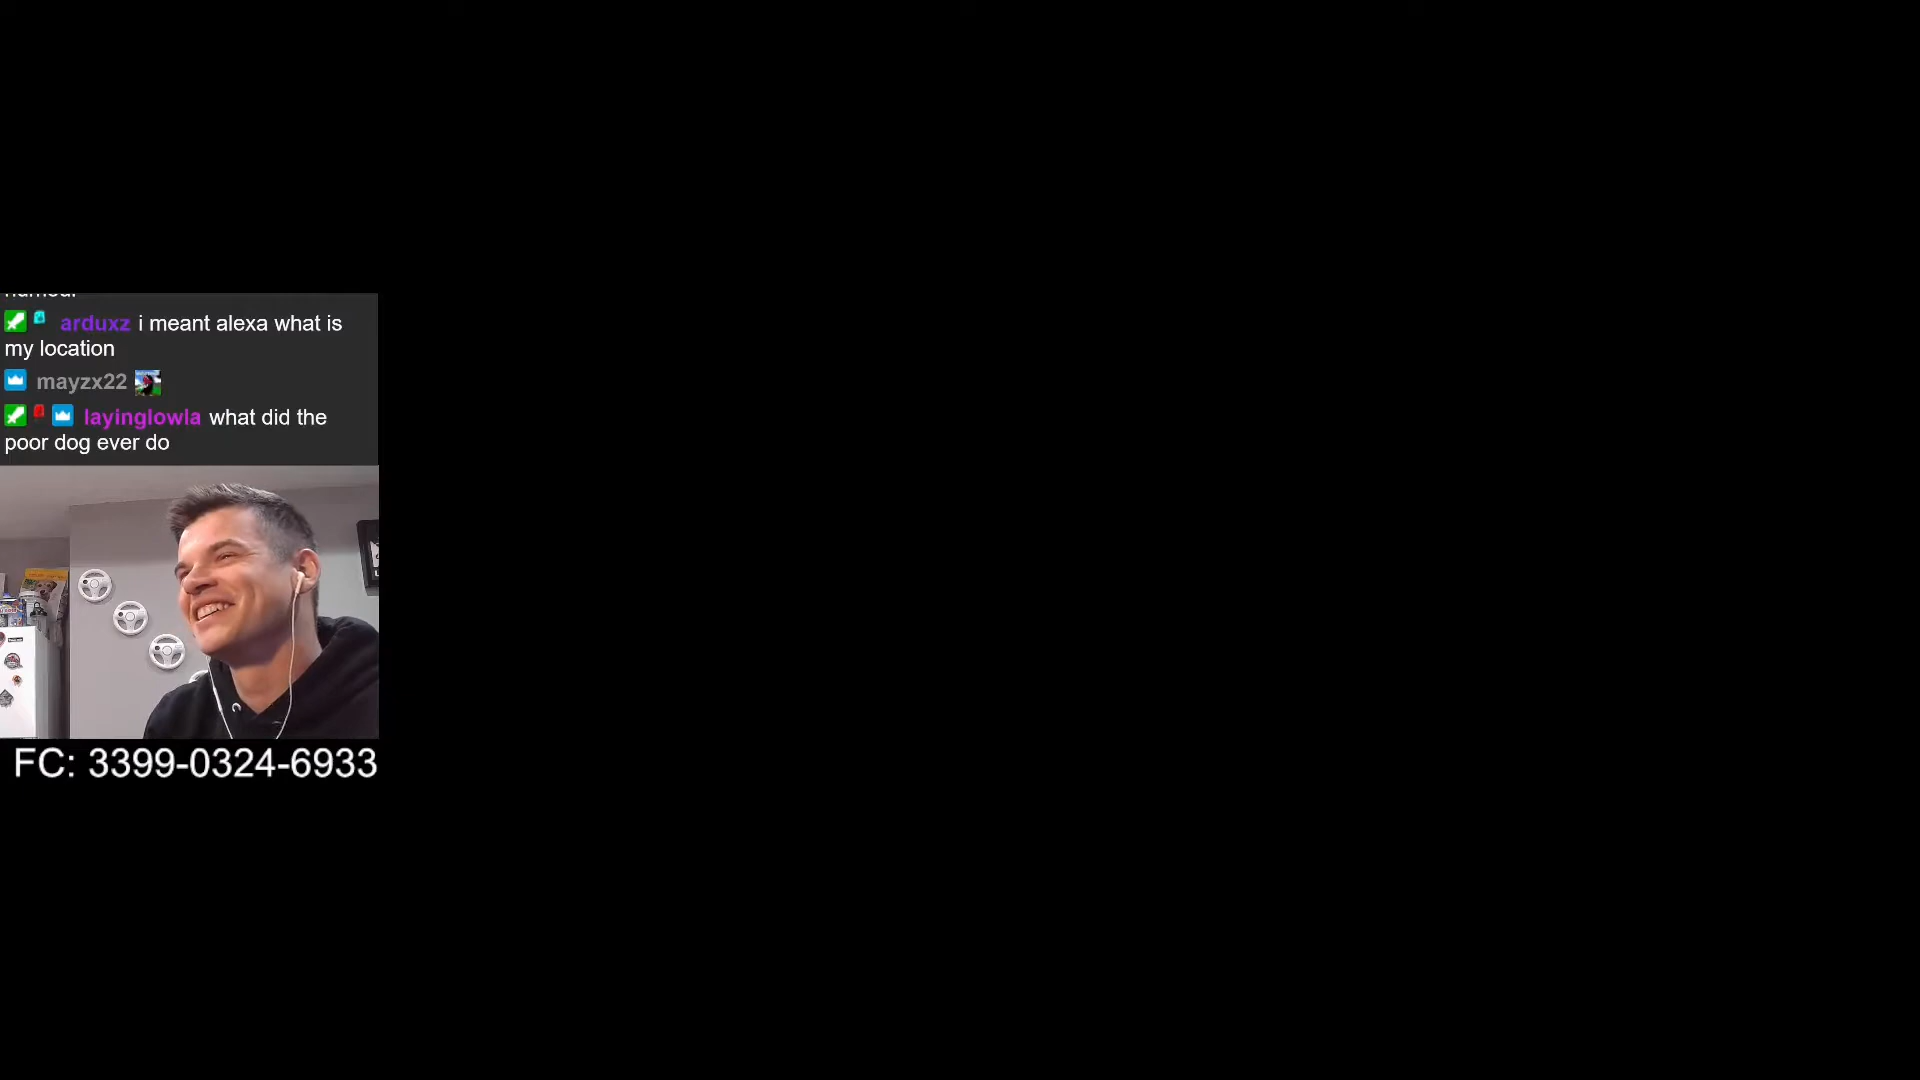 arduxz i meant alexa what is
my location
mayzx22
layinglowla what did the
poor dog ever do
FC: 3399-0324-6933